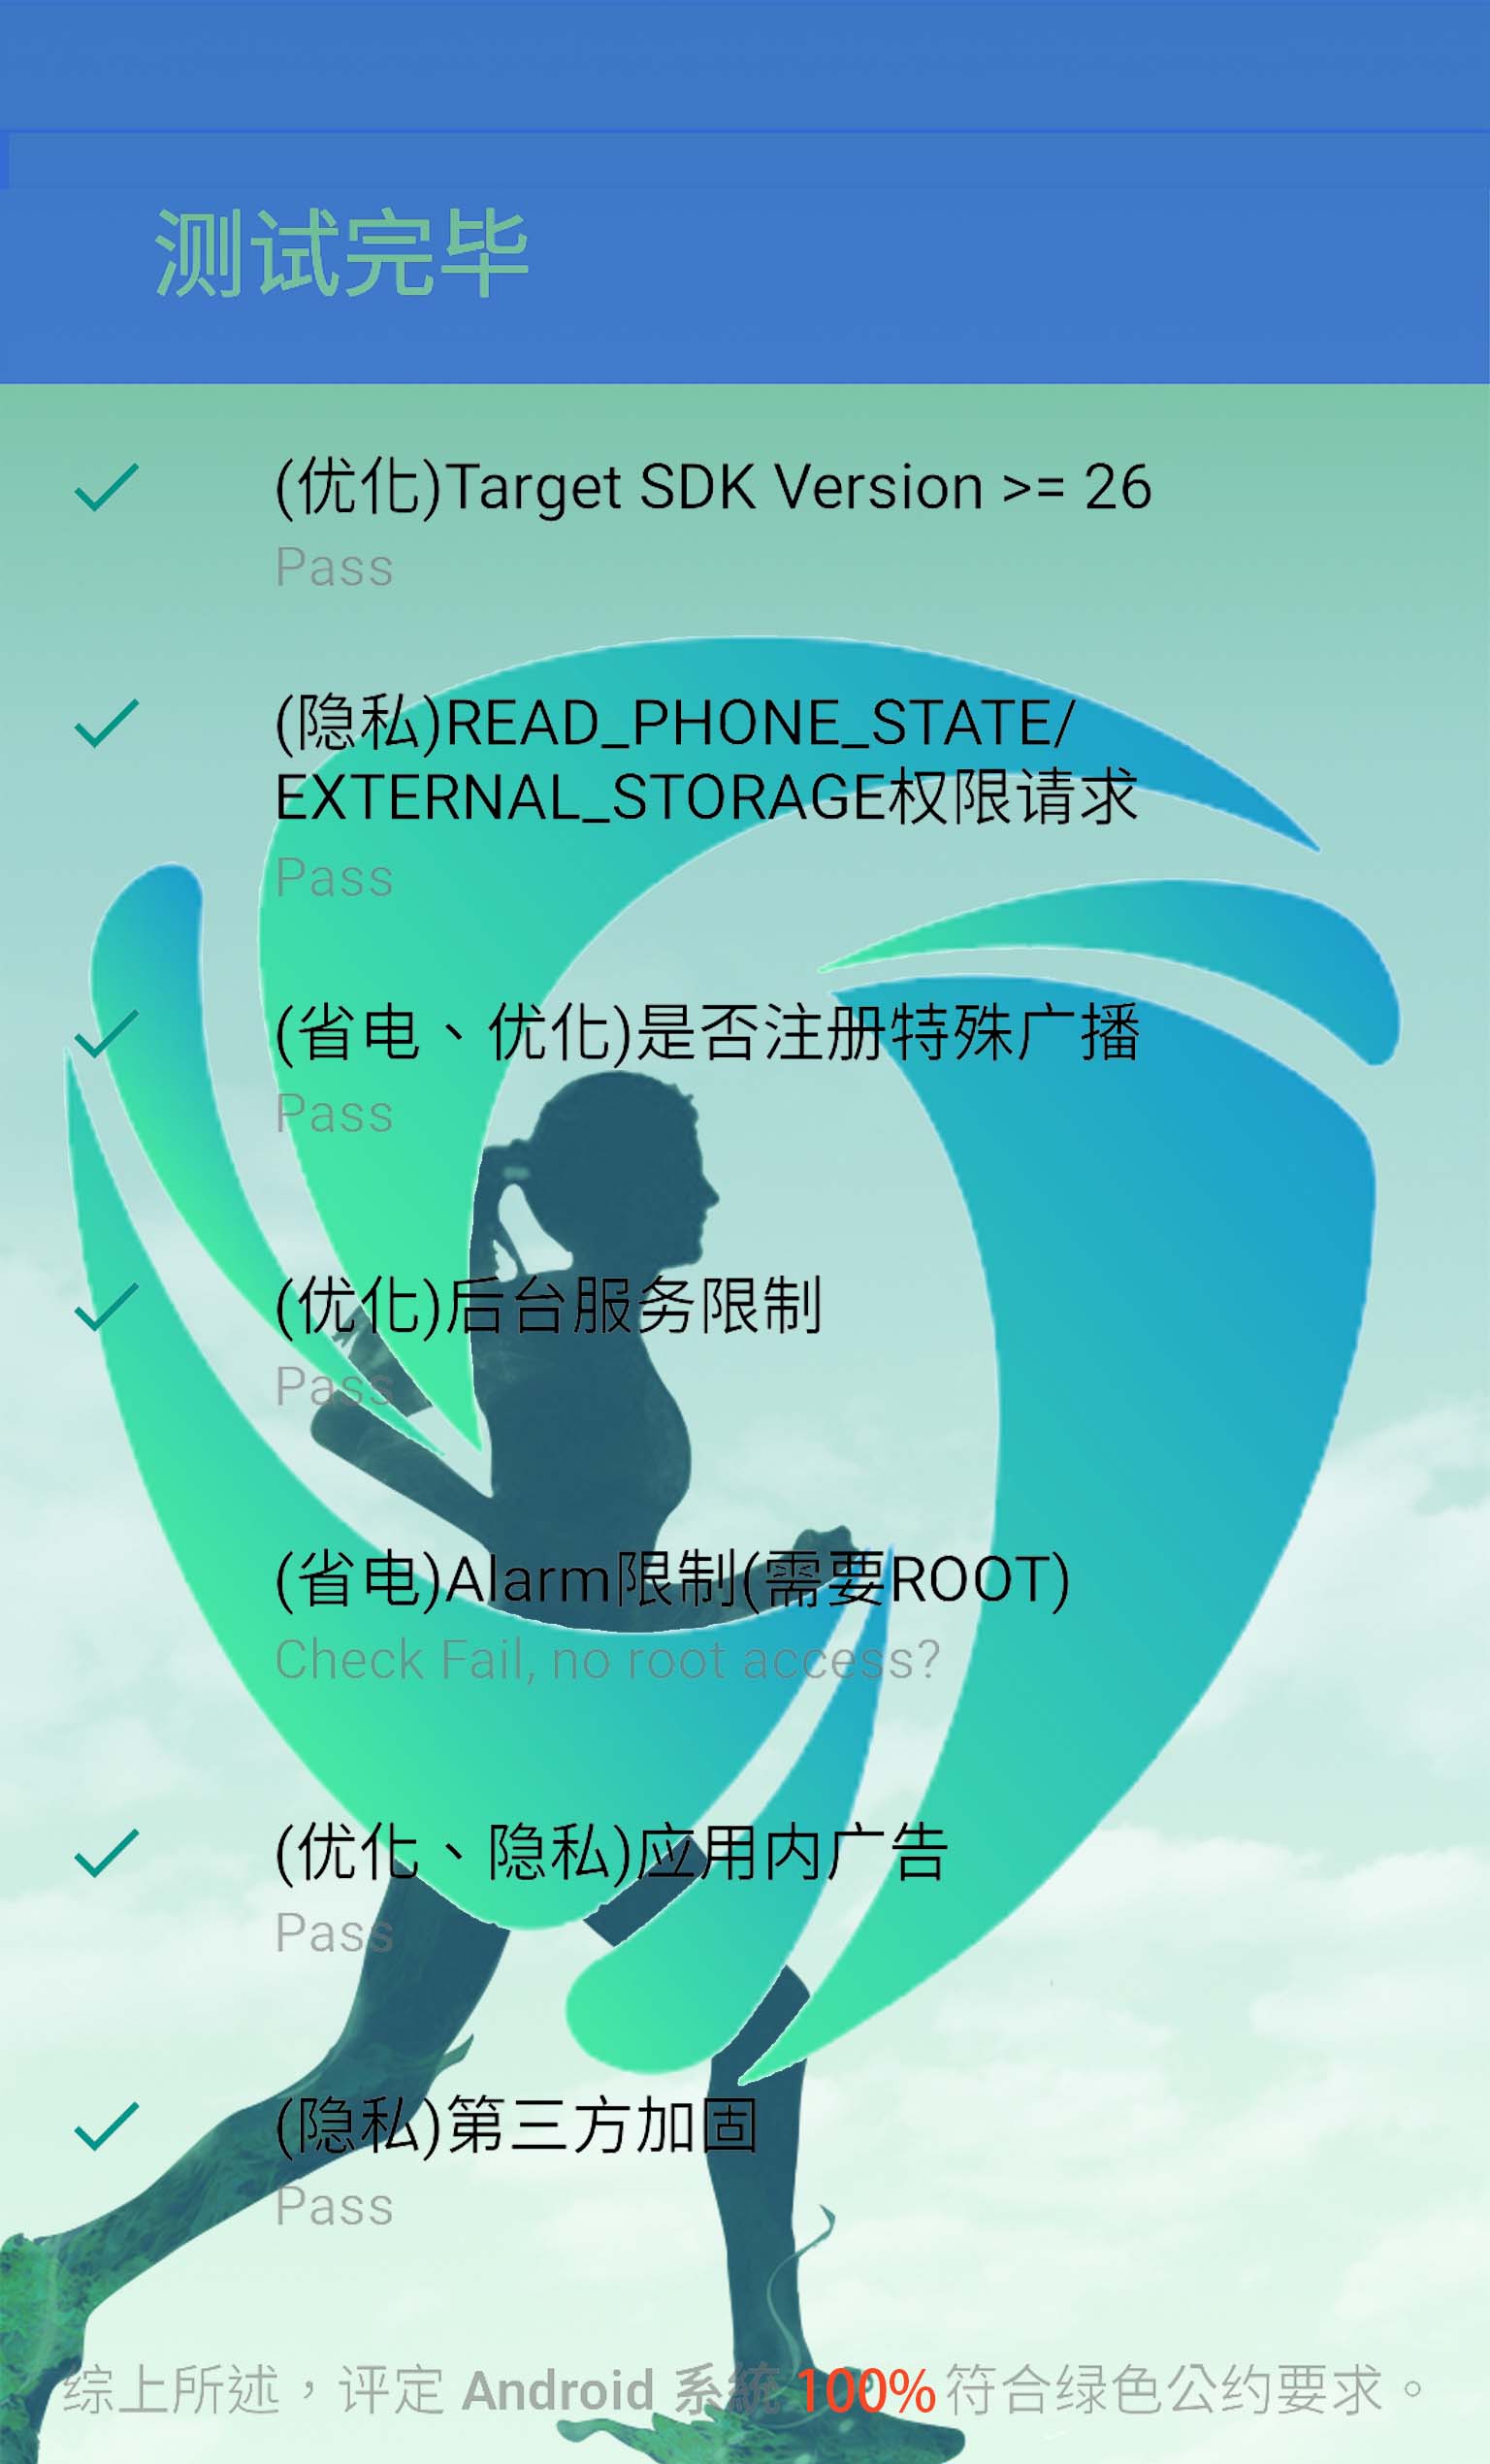 测试完毕
(优化)Target SDK Version >= 26
Pass
(隐私)READ_PHONE_STATE/
EXTERNAL_STORAGE权限请求
Pass
(省电、优化)是否注册特殊广播
Pass
(优化)后台服务限制
Pass
(省电)Alarm限制(需要ROOT)
Check Fail, no root access?
(优化、隐私)应用内广告
Pass
(隐私)第三方加固
Pass
综上所述，评定 Android 系統 100% 符合绿色公约要求。